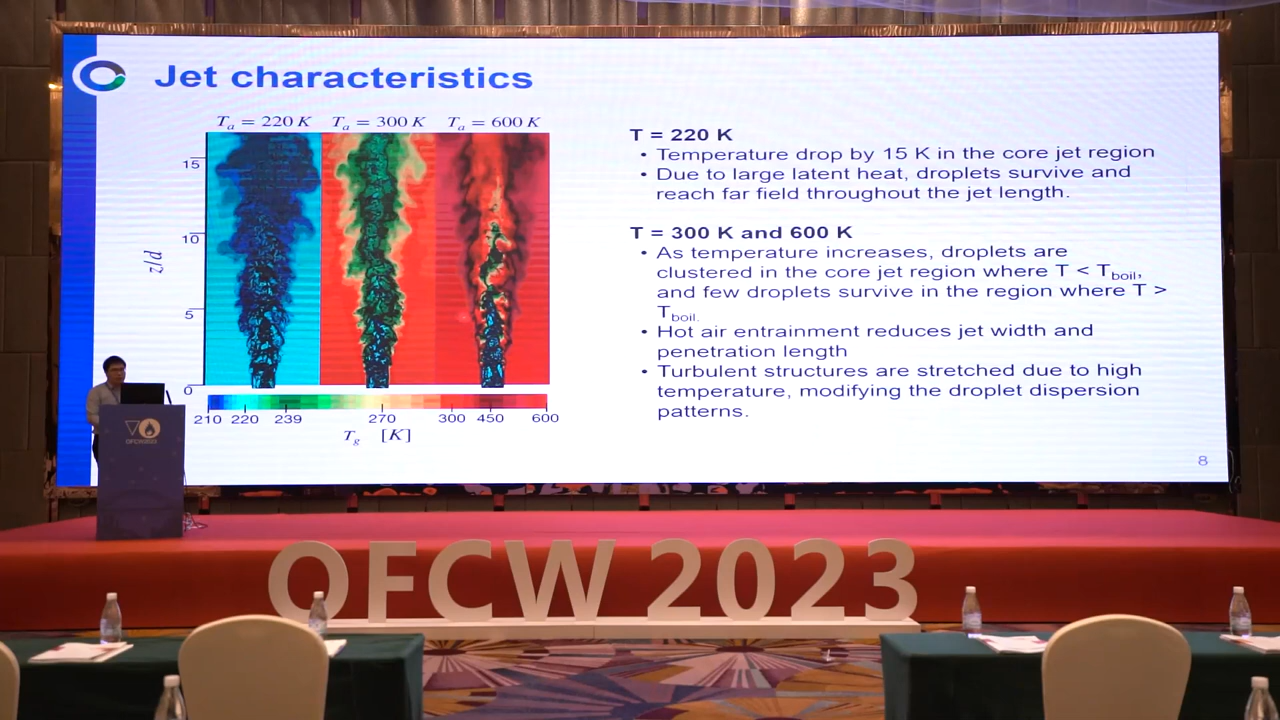 Jet characteristics
T_a = 220 K T_a = 300 K T_a = 600 K
15
10
z/d
5
0
210 220 239 270 300 450 600
T_g [K]
T = 220 K
• Temperature drop by 15 K in the core jet region
• Due to large latent heat, droplets survive and
reach far field throughout the jet length.
T = 300 K and 600 K
• As temperature increases, droplets are
clustered in the core jet region where T < T_boil,
and few droplets survive in the region where T >
T_boil.
• Hot air entrainment reduces jet width and
penetration length
• Turbulent structures are stretched due to high
temperature, modifying the droplet dispersion
patterns.
8
OFCW2023
OFCW 2023